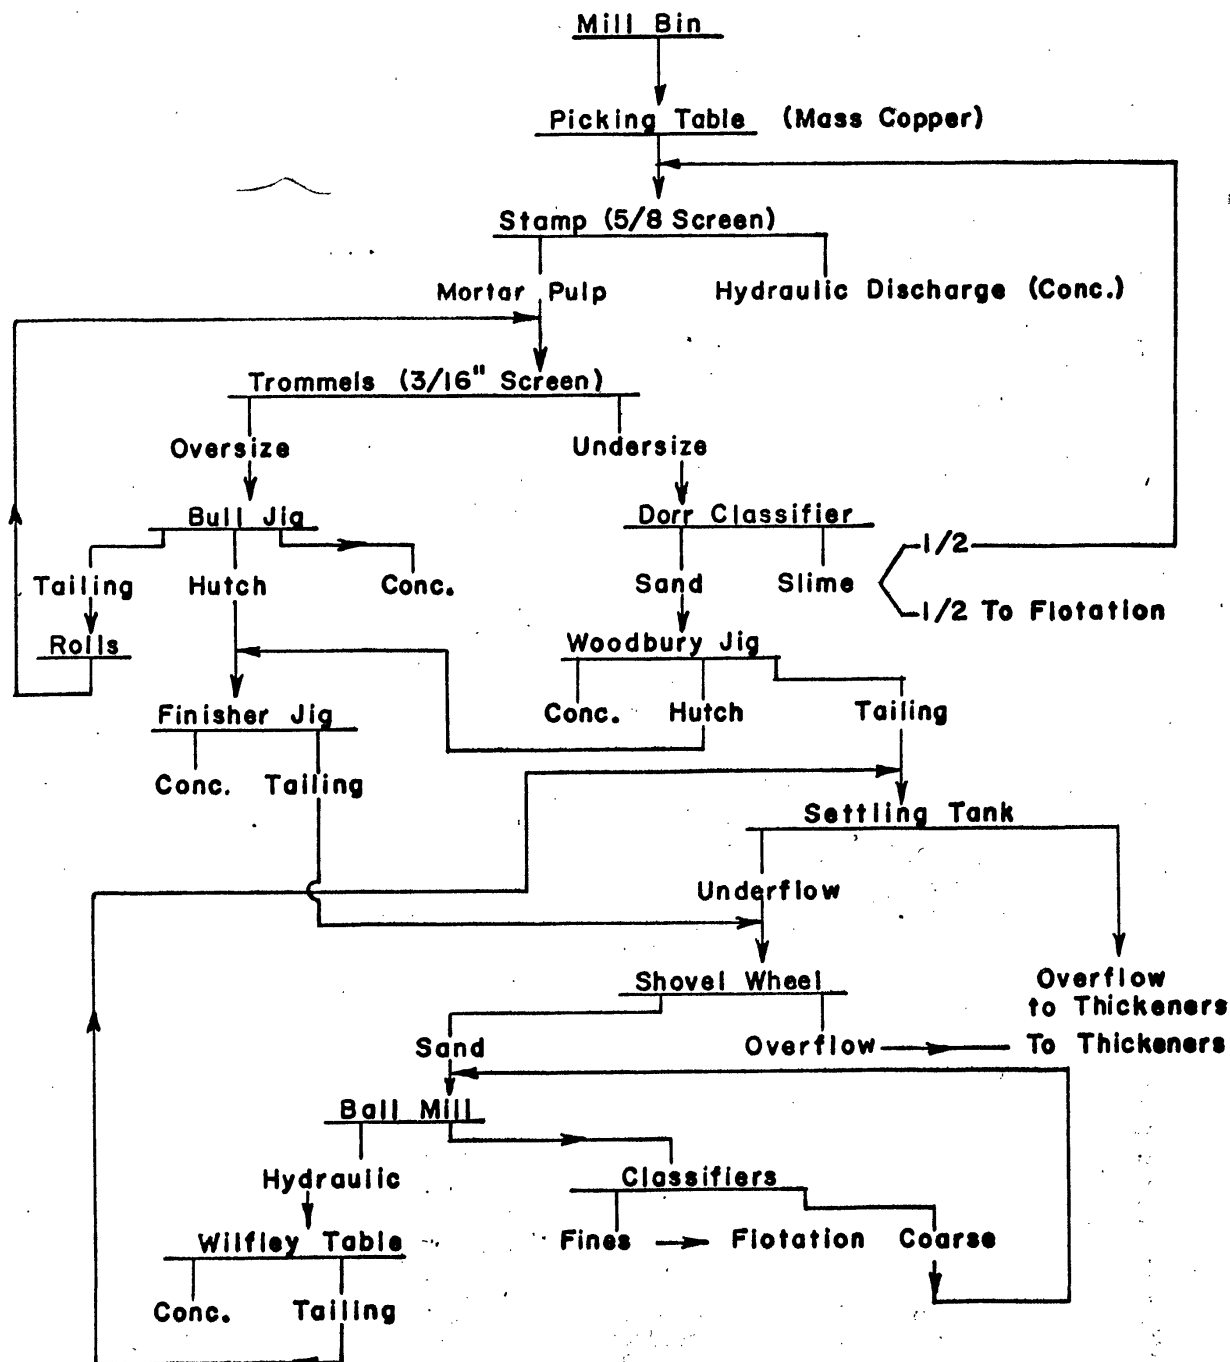 Mill Bin
Picking Table (Mass Copper)
Stamp (5/8 Screen)
Mortar Pulp
Hydraulic Discharge (Conc.)
Trommels (3/16" Screen)
Oversize
Undersize
Bull Jig
Dorr Classifier
1/2
Tailing
Hutch
Conc.
Sand
Slime
1/2 To Flotation
Rolls
Woodbury Jig
Finisher Jig
Conc.
Hutch
Tailing
Conc.
Tailing
Settling Tank
Underflow
Shovel Wheel
Overflow
to Thickeners
Sand
Overflow
To Thickeners
Ball Mill
Hydraulic
Classifiers
Wilfley Table
Fines
Flotation
Coarse
Conc.
Tailing